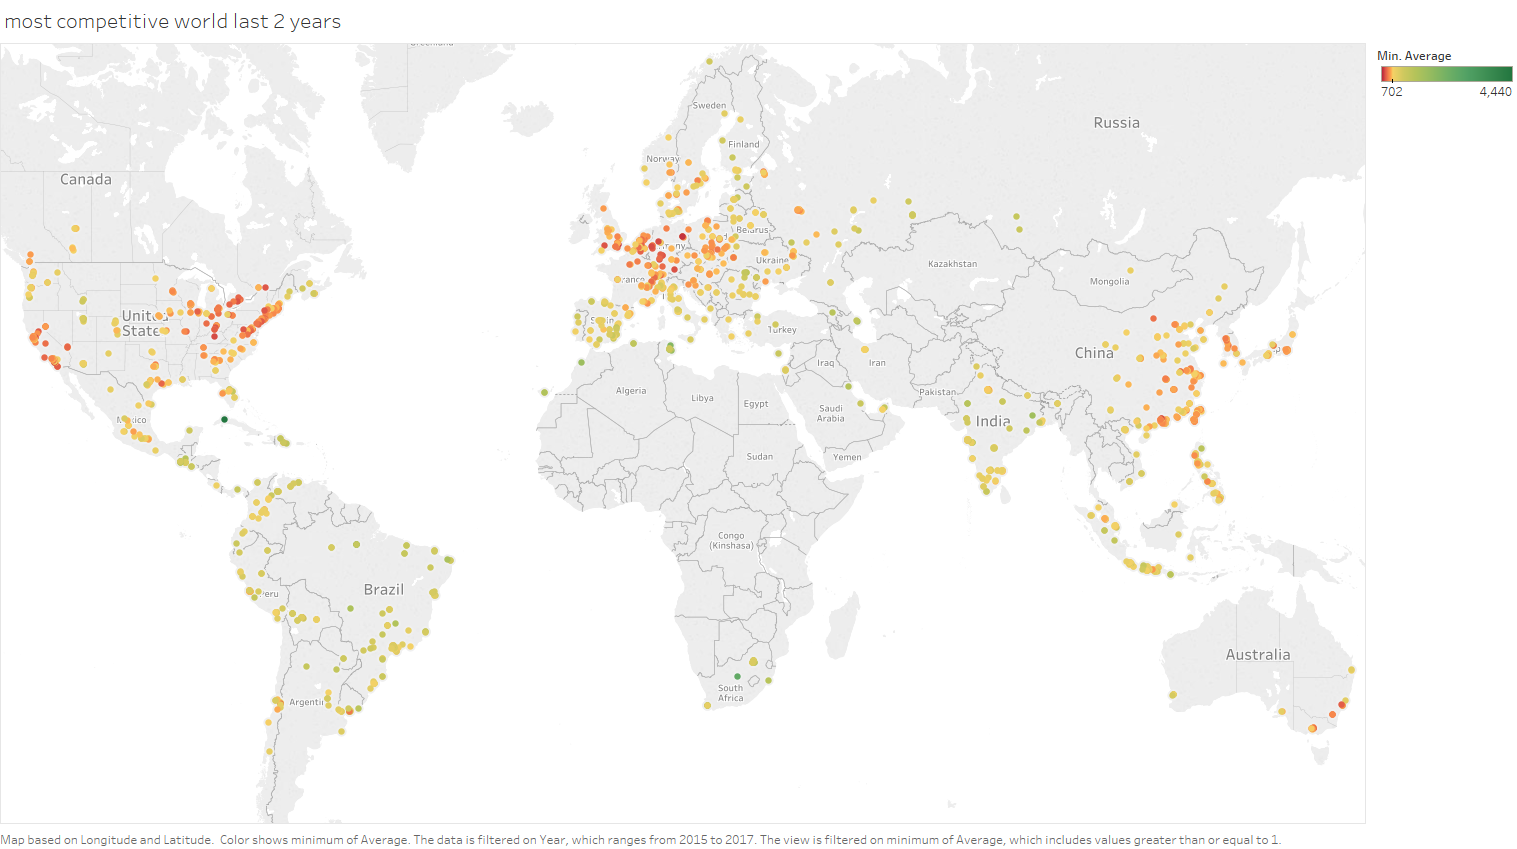 most competitive world last 2 years
Min. Average
702 4,440
Greenland
Sweden
Russia
Finland
Norway
Canada
Belarus
Ukraine
Kazakhstan
Mongolia
United
States
Turkey
China
Iraq
Iran
Algeria
Libya
Egypt
Pakistan
Saudi
Arabia
India
Mexico
Sudan
Yemen
Congo
(Kinshasa)
Brazil
Peru
Australia
South
Africa
Argenti
Map based on Longitude and Latitude. Color shows minimum of Average. The data is filtered on Year, which ranges from 2015 to 2017. The view is filtered on minimum of Average, which includes values greater than or equal to 1.